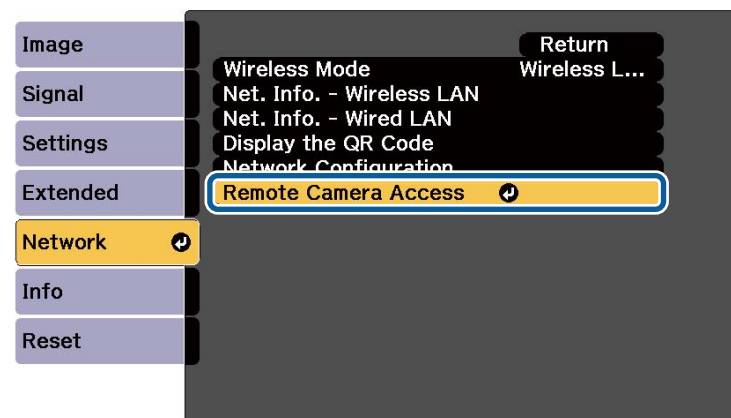 Image
Signal
Settings
Extended
Network
Info
Reset
Return
Wireless Mode Wireless L...
Net. Info. - Wireless LAN
Net. Info. - Wired LAN
Display the QR Code
Network Configuration
Remote Camera Access